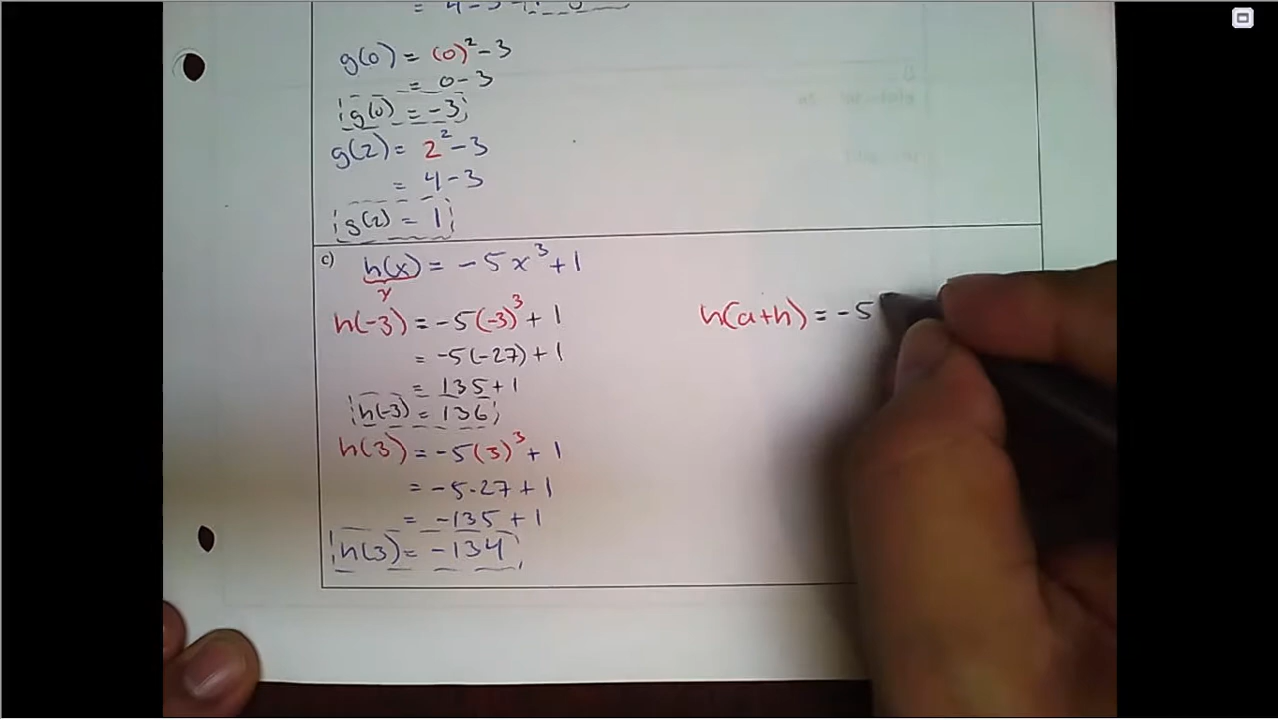 g(0) = (0)² - 3
= 0 - 3
g(0) = -3
g(2) = 2² - 3
= 4 - 3
g(2) = 1
c) h(x) = -5x³ + 1
y
h(-3) = -5(-3)³ + 1
= -5(-27) + 1
= 135 + 1
h(-3) = 136
h(3) = -5(3)³ + 1
= -5·27 + 1
= -135 + 1
h(3) = -134
h(a+h) = -5